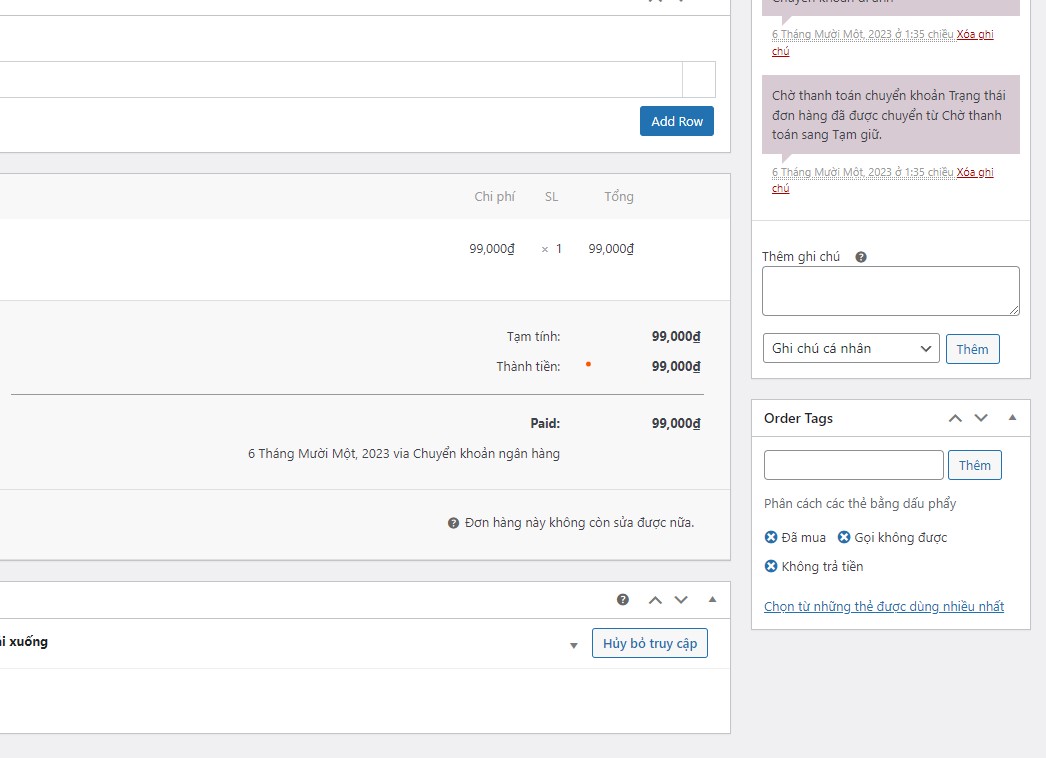 Add Row
Chi phí SL Tổng
99,000₫ × 1 99,000₫
Tạm tính: 99,000₫
Thành tiền: 99,000₫
Paid: 99,000₫
6 Tháng Mười Một, 2023 via Chuyển khoản ngân hàng
Đơn hàng này không còn sửa được nữa.
xuống
Hủy bỏ truy cập
6 Tháng Mười Một, 2023 ở 1:35 chiều Xóa ghi
chú
Chờ thanh toán chuyển khoản Trạng thái
đơn hàng đã được chuyển từ Chờ thanh
toán sang Tạm giữ.
6 Tháng Mười Một, 2023 ở 1:35 chiều Xóa ghi
chú
Thêm ghi chú
Ghi chú cá nhân Thêm
Order Tags
Thêm
Phân cách các thẻ bằng dấu phẩy
Đã mua Gọi không được
Không trả tiền
Chọn từ những thẻ được dùng nhiều nhất